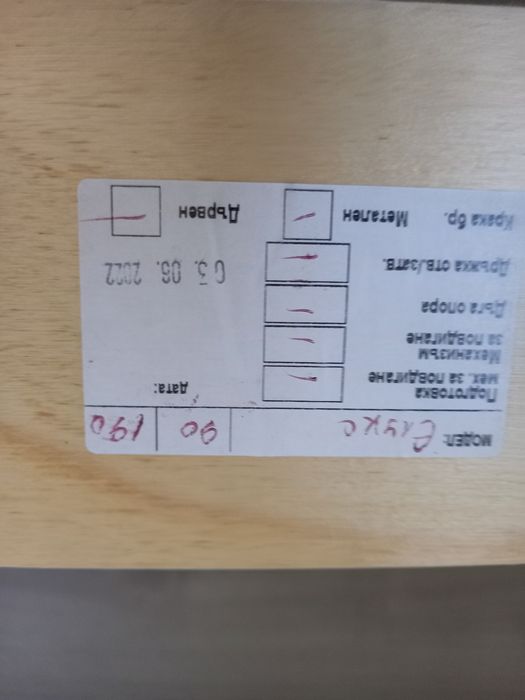 МОДЕЛ: Елухс 90 190
Подготовка
мех. за повдигане
дата:
Механизъм
за повдигане
Дъга опора
Дръжка отв./затв.
03. 06. 2022
Крака бр. Метален Дървен